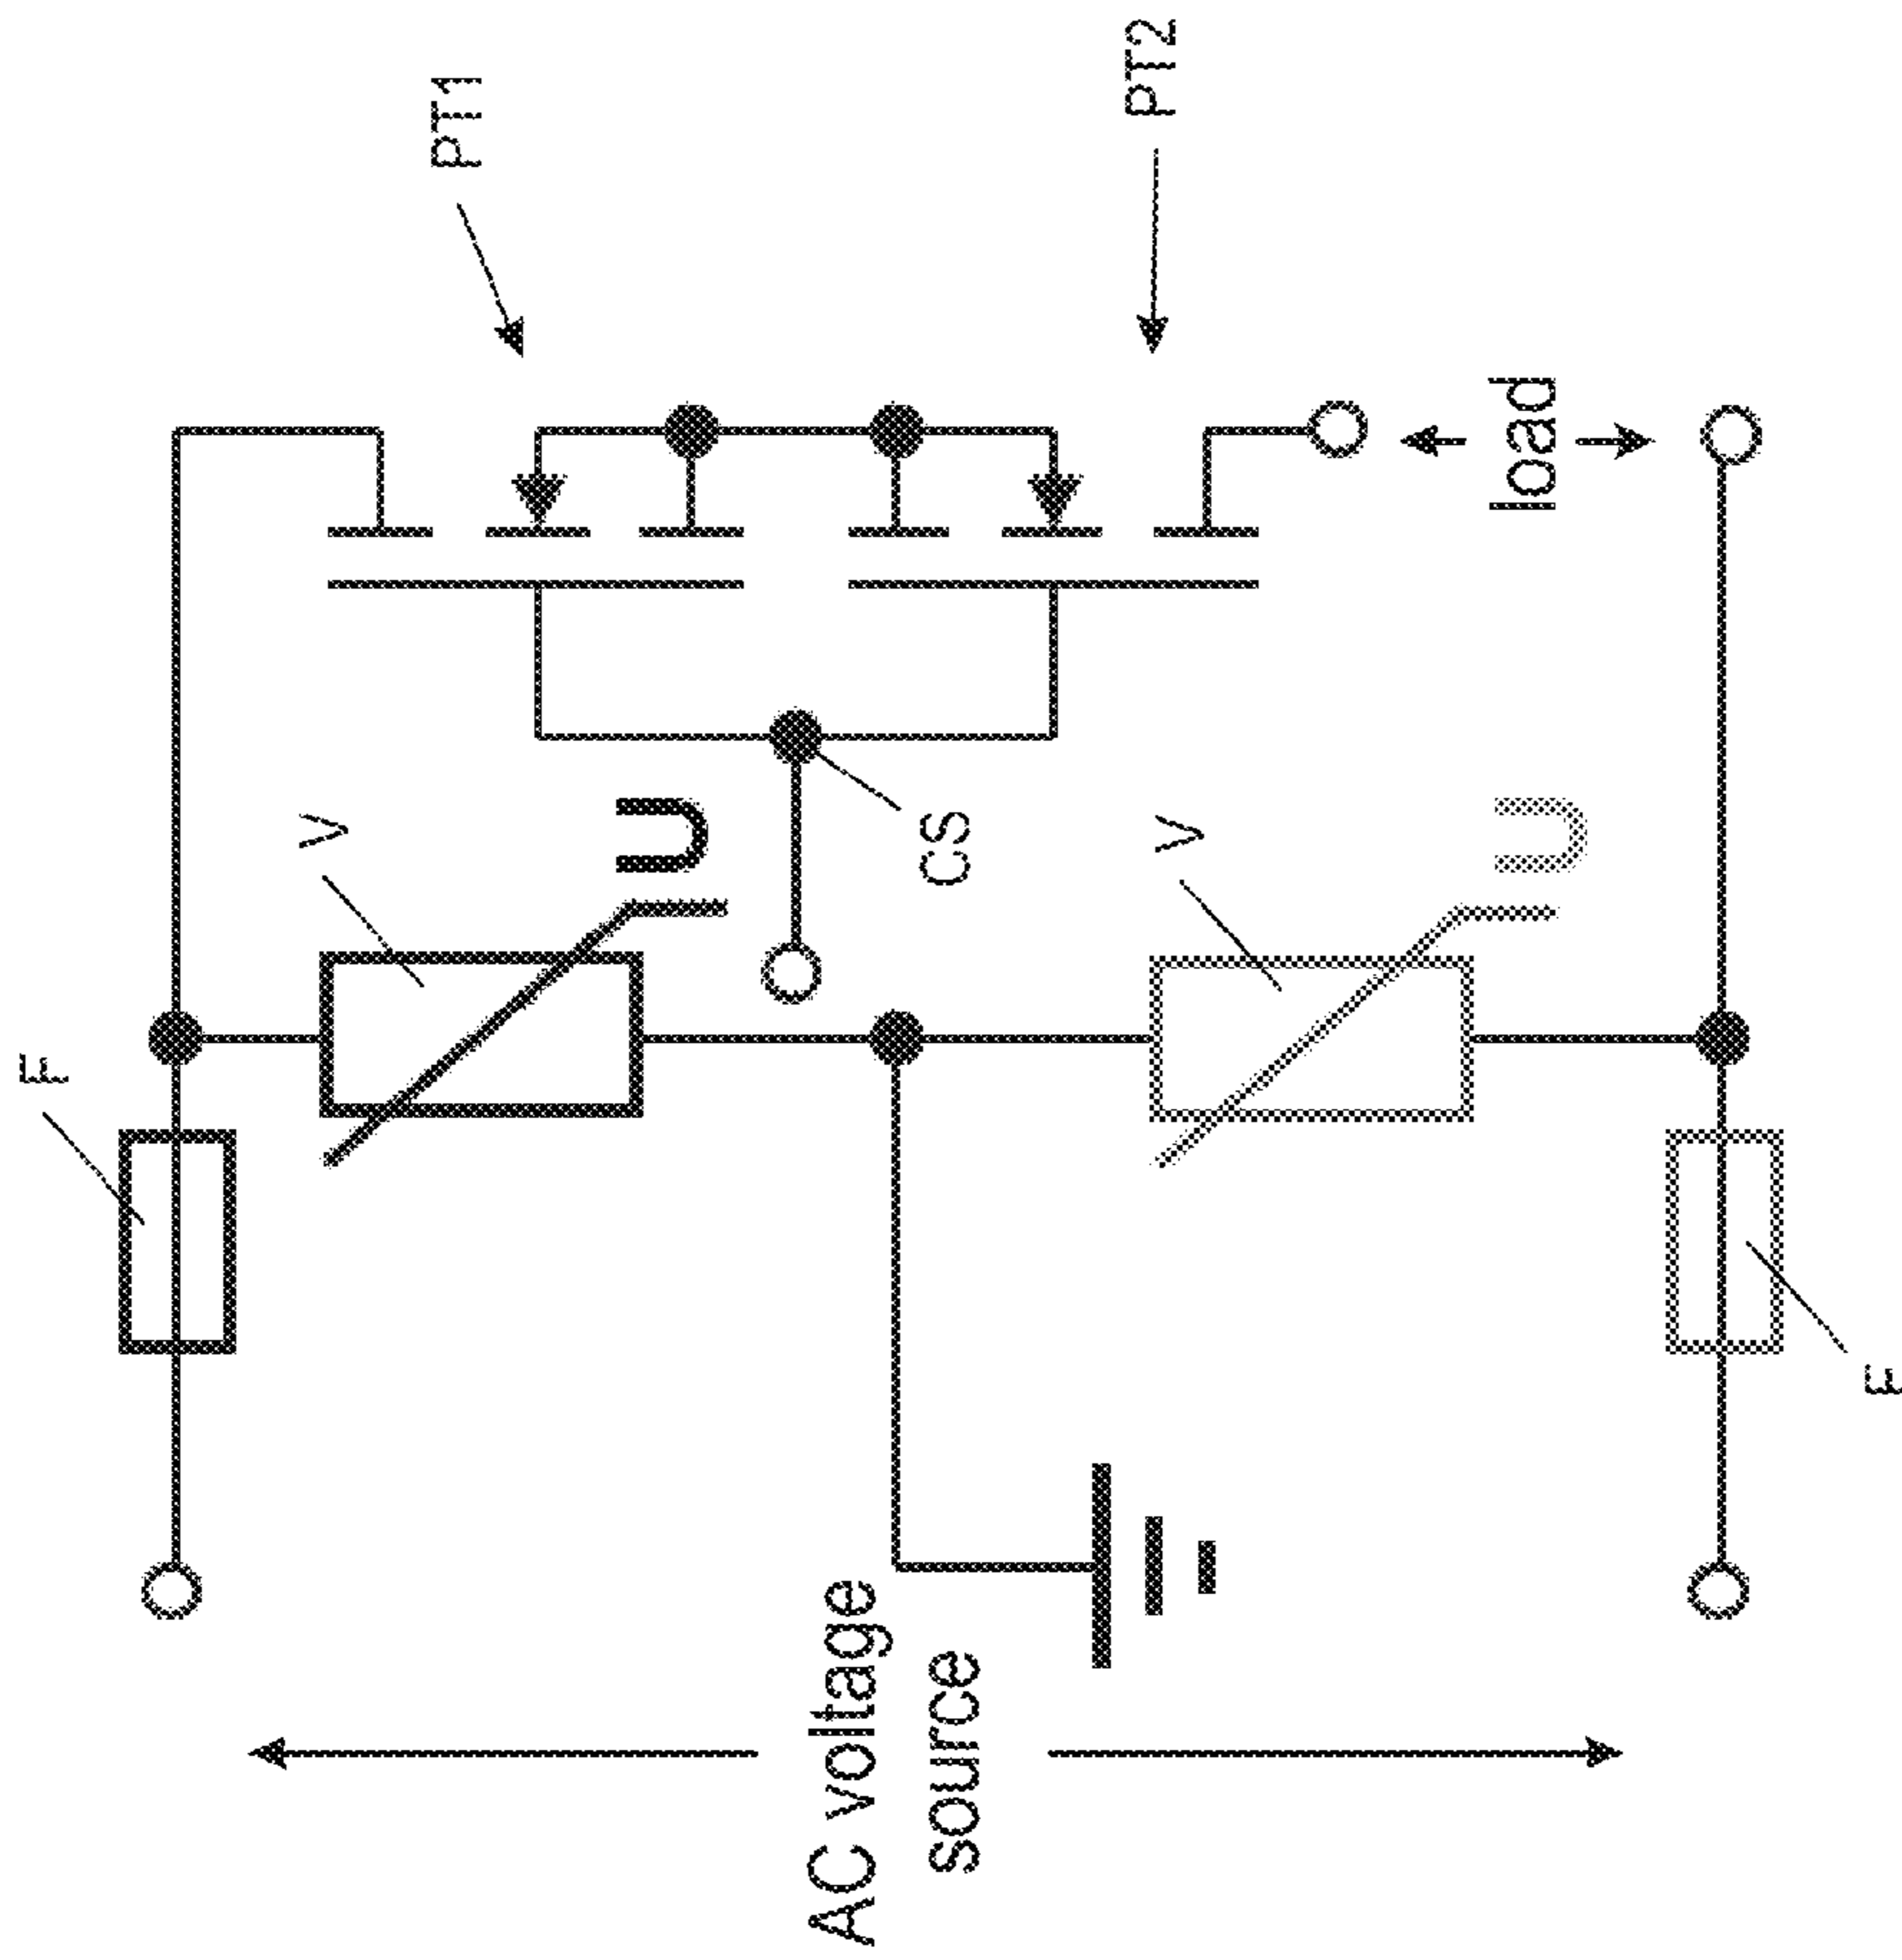 F
V
U
PT1
AC voltage
source
CS
PT2
V
U
load
F